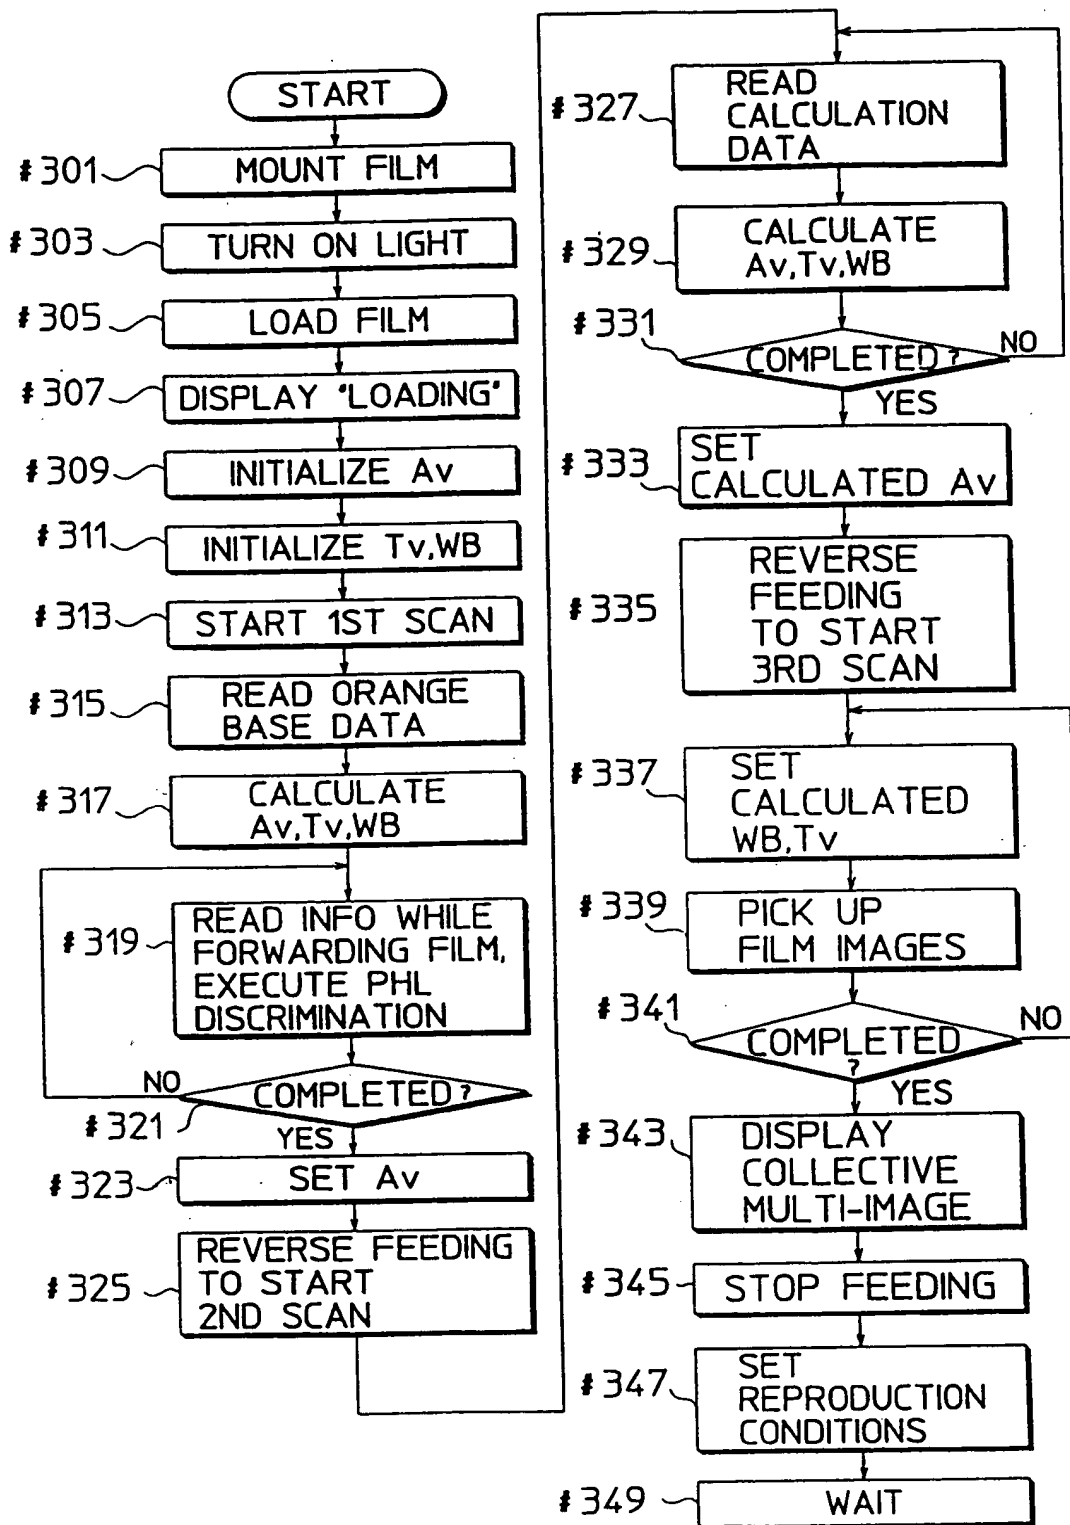 START
#301
MOUNT FILM
#303
TURN ON LIGHT
#305
LOAD FILM
#307
DISPLAY "LOADING"
#309
INITIALIZE Av
#311
INITIALIZE Tv,WB
#313
START 1ST SCAN
#315
READ ORANGE
BASE DATA
#317
CALCULATE
Av,Tv,WB
#319
READ INFO WHILE
FORWARDING FILM,
EXECUTE PHL
DISCRIMINATION
NO
COMPLETED?
#321
YES
#323
SET Av
#325
REVERSE FEEDING
TO START
2ND SCAN
#327
READ
CALCULATION
DATA
#329
CALCULATE
Av,Tv,WB
#331
COMPLETED?
NO
YES
#333
SET
CALCULATED Av
#335
REVERSE
FEEDING
TO START
3RD SCAN
#337
SET
CALCULATED
WB,Tv
#339
PICK UP
FILM IMAGES
#341
COMPLETED
?
NO
YES
#343
DISPLAY
COLLECTIVE
MULTI-IMAGE
#345
STOP FEEDING
#347
SET
REPRODUCTION
CONDITIONS
#349
WAIT